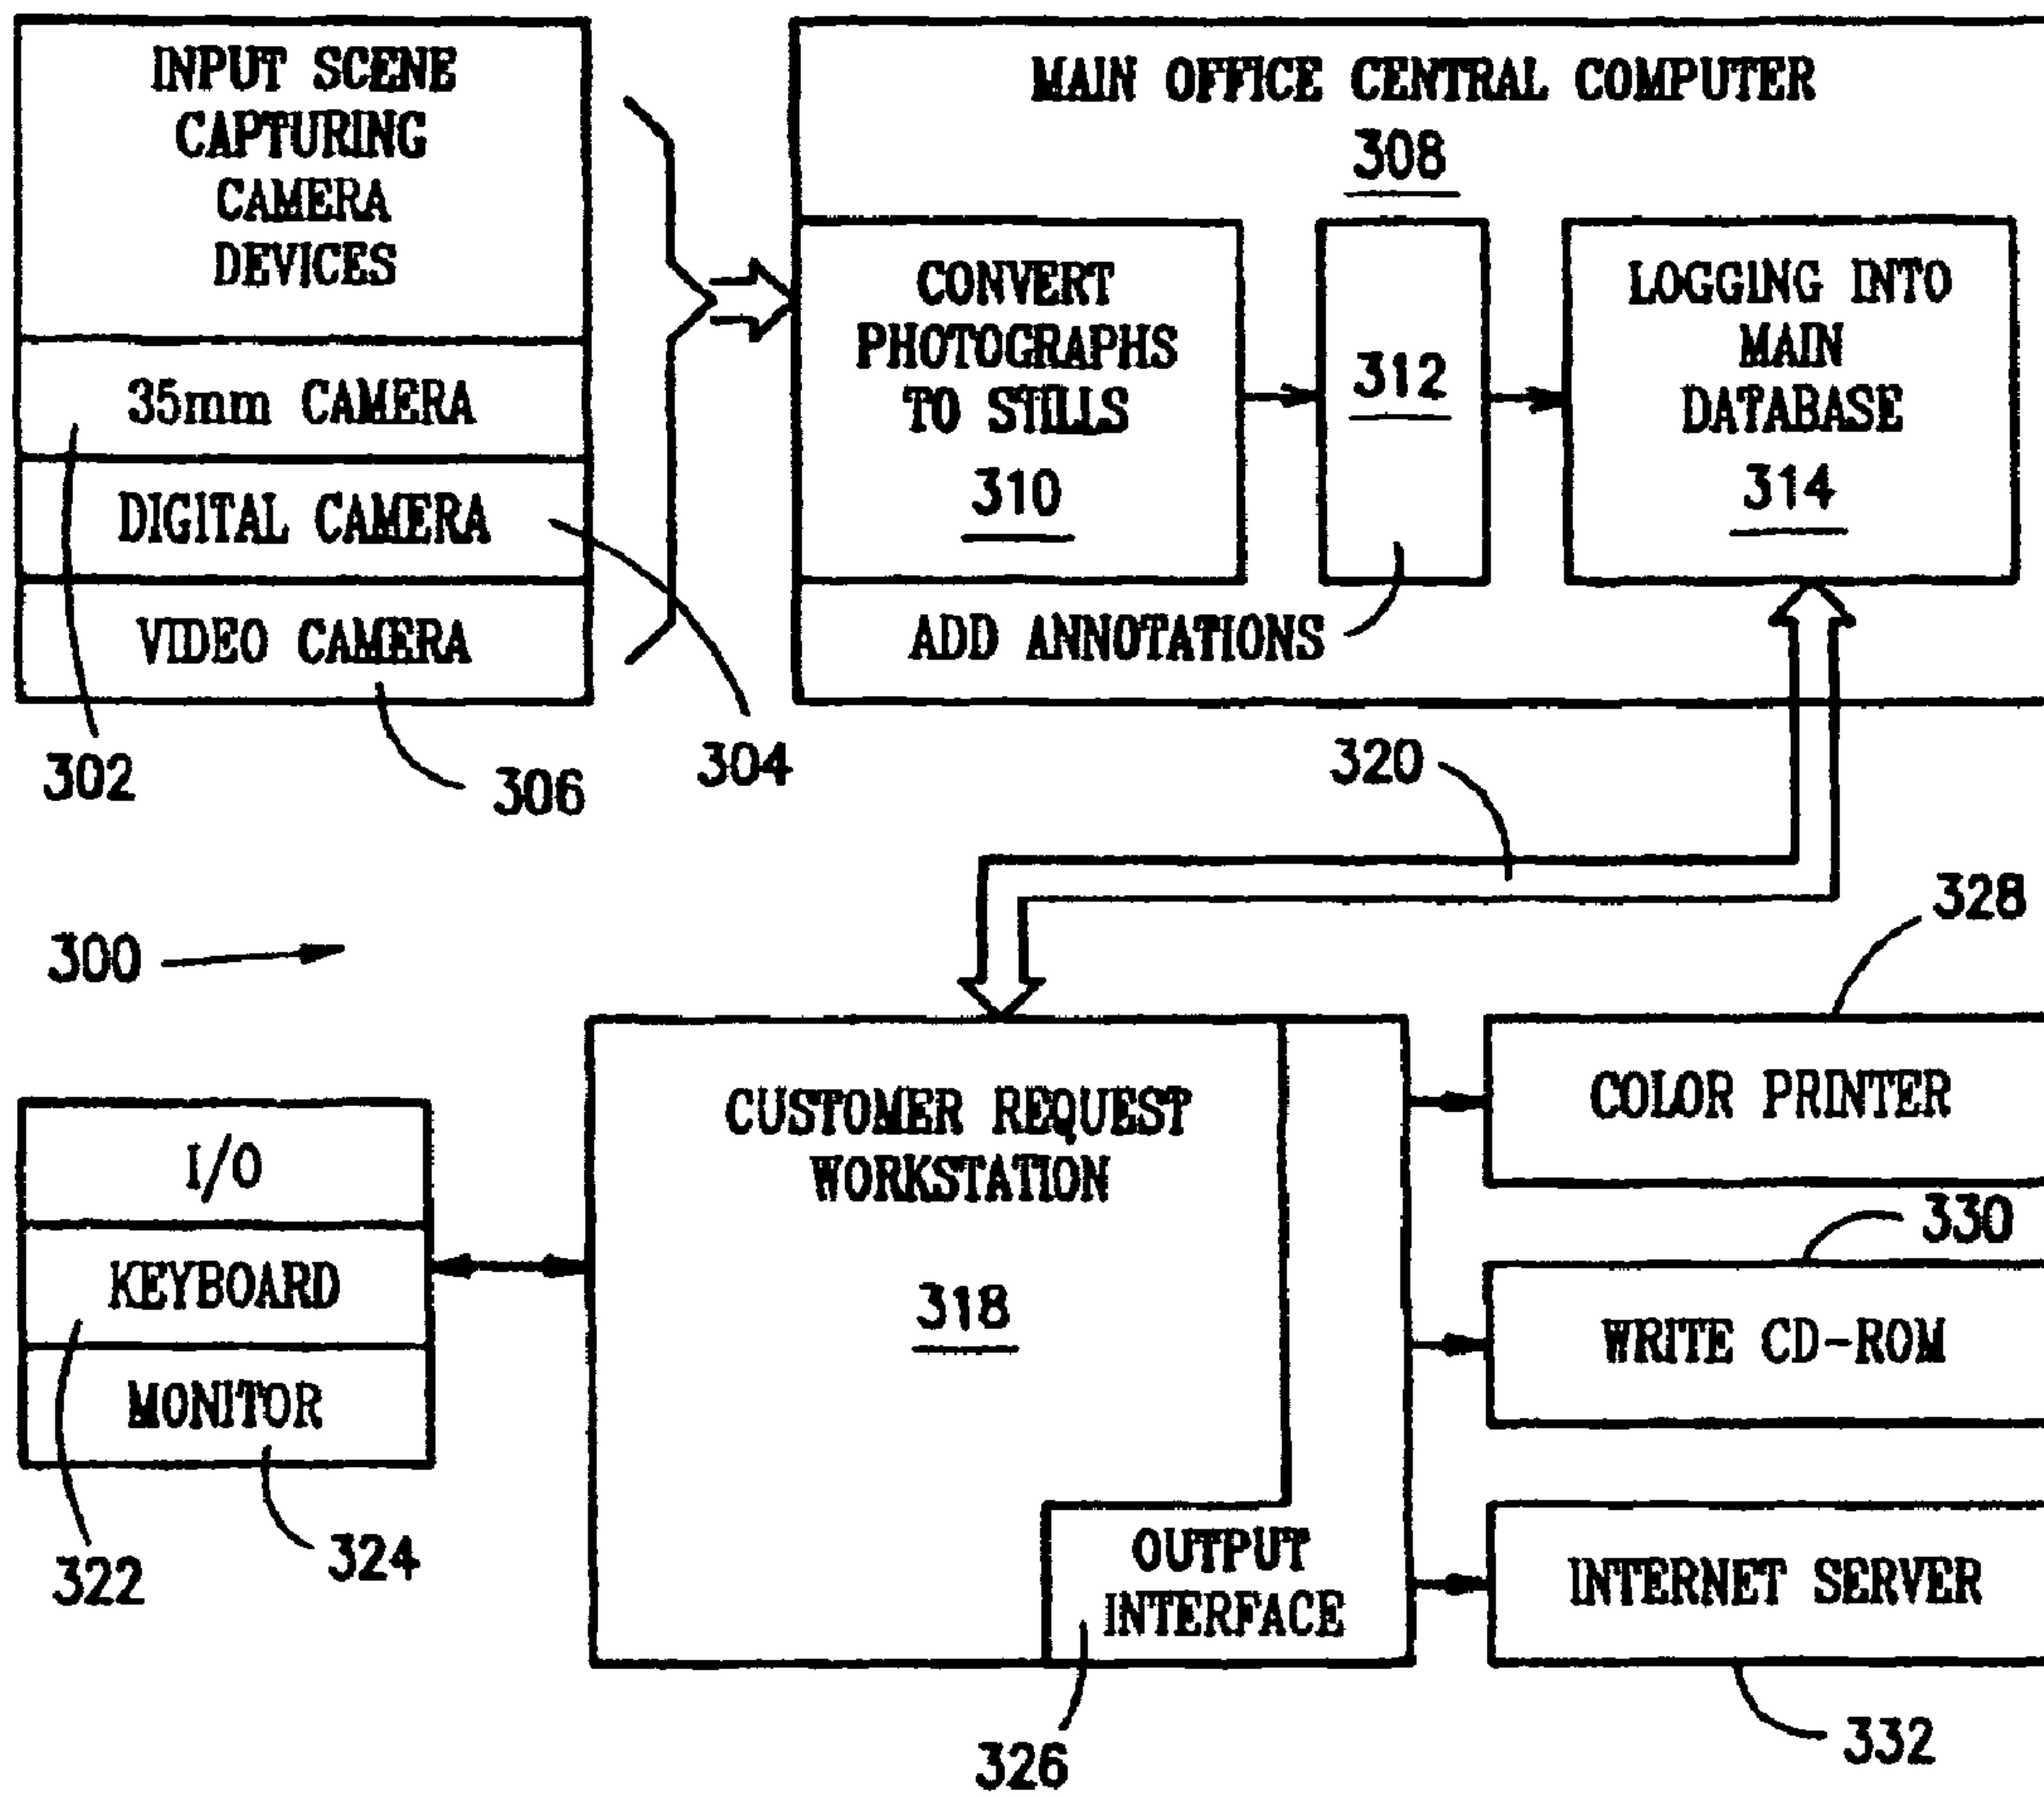 INPUT SCENE
CAPTURING
CAMERA
DEVICES
35mm CAMERA
DIGITAL CAMERA
VIDEO CAMERA
302
306
304
MAIN OFFICE CENTRAL COMPUTER
308
CONVERT
PHOTOGRAPHS
TO STILLS
310
312
LOGGING INTO
MAIN
DATABASE
314
ADD ANNOTATIONS
320
300
I/O
KEYBOARD
MONITOR
322
324
CUSTOMER REQUEST
WORKSTATION
318
OUTPUT
INTERFACE
326
328
COLOR PRINTER
330
WRITE CD-ROM
INTERNET SERVER
332